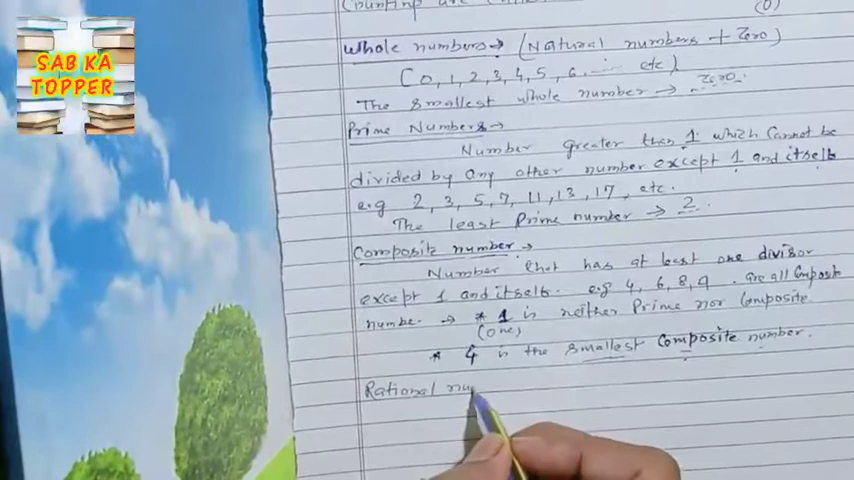 SAB KA
TOPPER
Counting are
(0)
Whole numbers → (Natural numbers + Zero)
(0, 1, 2, 3, 4, 5, 6...... etc)
The smallest whole number → zero.
Prime Numbers →
Number greater then 1 which cannot be
divided by any other number except 1 and itself
e.g 2, 3, 5, 7, 11, 13, 17, etc.
The least Prime number → 2.
Composite number →
Number that has at least one divisor
except 1 and itself. e.g 4, 6, 8, 9. are all Composite
numbe. → * 1 is neither Prime nor Composite
(one)
* 4 is the smallest Composite number.
Rational nu